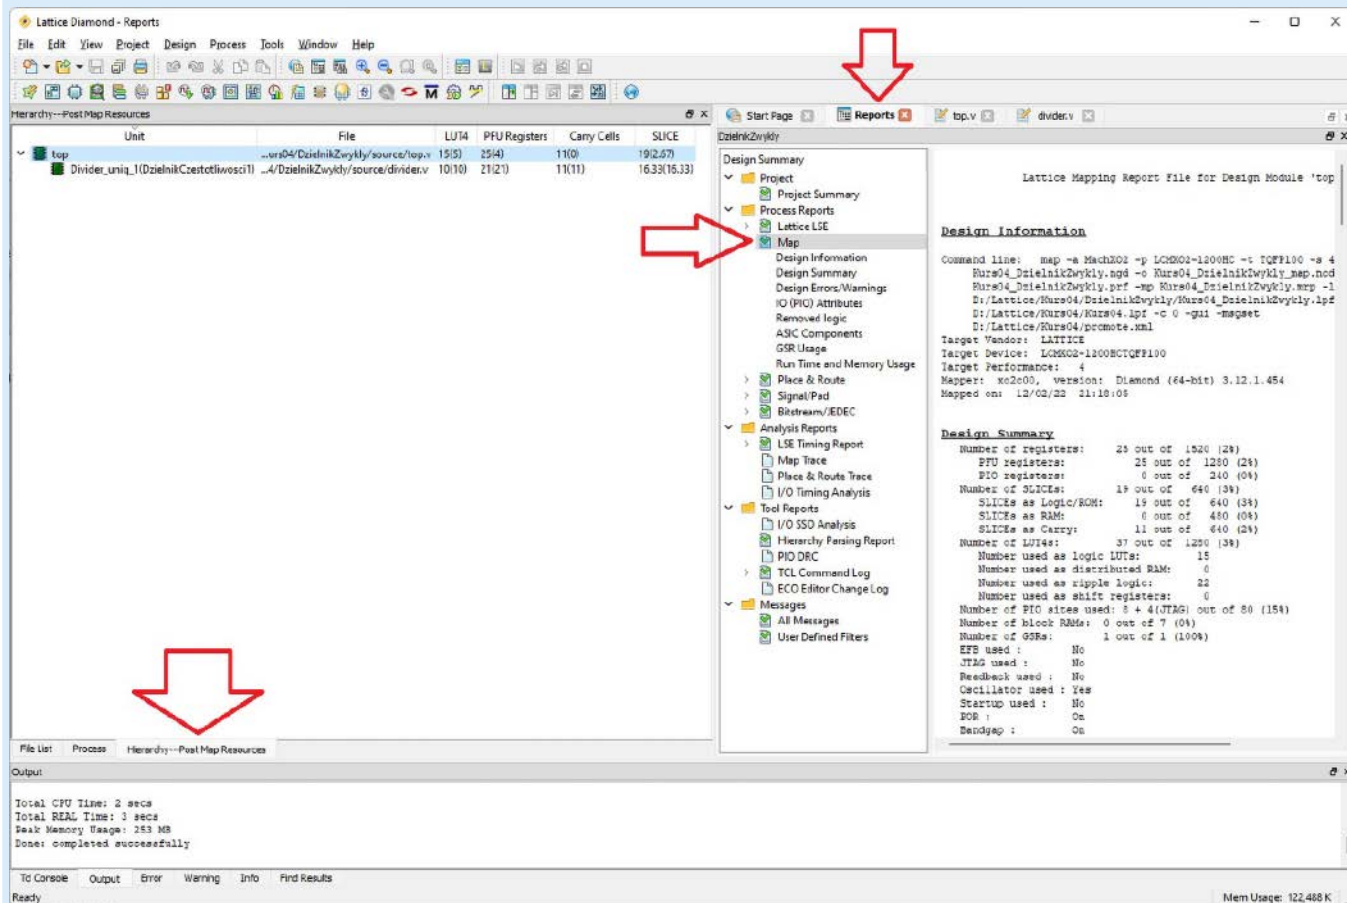 Lattice Diamond - Reports
File Edit View Project Design Process Tools Window Help
Hierarchy---Post Map Resources
Unit File LUT4 PFU Registers Carry Cells SLICE
top ...urs04/DzielnikZwykly/source/top.v 15(5) 25(4) 11(0) 19(2.67)
Divider_uniq_1(DzielnikCzestotliwosci1) ...4/DzielnikZwykly/source/divider.v 10(10) 21(21) 11(11) 16.33(16.33)
File List Process Hierarchy---Post Map Resources
Start Page Reports top.v divider.v
DzielnikZwykly
Design Summary
Project
Project Summary
Process Reports
Lattice LSE
Map
Design Information
Design Summary
Design Errors/Warnings
IO (PIO) Attributes
Removed logic
ASIC Components
GSR Usage
Run Time and Memory Usage
Place & Route
Signal/Pad
Bitstream/JEDEC
Analysis Reports
LSE Timing Report
Map Trace
Place & Route Trace
I/O Timing Analysis
Tool Reports
I/O SSO Analysis
Hierarchy Parsing Report
PIO DRC
TCL Command Log
ECO Editor Change Log
Messages
All Messages
User Defined Filters
Lattice Mapping Report File for Design Module 'top
Design Information
Command line: map -a MachXO2 -p LCMXO2-1200HC -t TQFP100 -s 4
Kurs04_DzielnikZwykly.ngd -o Kurs04_DzielnikZwykly_map.ncd
Kurs04_DzielnikZwykly.prf -mp Kurs04_DzielnikZwykly.mrp -l
D:/Lattice/Kurs04/DzielnikZwykly/Kurs04_DzielnikZwykly.lpf
D:/Lattice/Kurs04/Kurs04.lpf -c 0 -gui -msgset
D:/Lattice/Kurs04/promote.xml
Target Vendor: LATTICE
Target Device: LCMXO2-1200HCTQFP100
Target Performance: 4
Mapper: xo2c00, version: Diamond (64-bit) 3.12.1.454
Mapped on: 12/02/22 21:18:05
Design Summary
Number of registers: 25 out of 1520 (2%)
PFU registers: 25 out of 1280 (2%)
PIO registers: 0 out of 240 (0%)
Number of SLICEs: 19 out of 640 (3%)
SLICEs as Logic/ROM: 19 out of 640 (3%)
SLICEs as RAM: 0 out of 480 (0%)
SLICEs as Carry: 11 out of 640 (2%)
Number of LUT4s: 37 out of 1280 (3%)
Number used as logic LUTs: 15
Number used as distributed RAM: 0
Number used as ripple logic: 22
Number used as shift registers: 0
Number of PIO sites used: 8 + 4(JTAG) out of 80 (15%)
Number of block RAMs: 0 out of 7 (0%)
Number of GSRs: 1 out of 1 (100%)
EFB used : No
JTAG used : No
Readback used : No
Oscillator used : Yes
Startup used : No
POR : On
Bandgap : On
Output
Total CPU Time: 2 secs
Total REAL Time: 3 secs
Peak Memory Usage: 253 MB
Done: completed successfully
Tcl Console Output Error Warning Info Find Results
Ready Mem Usage: 122,488 K